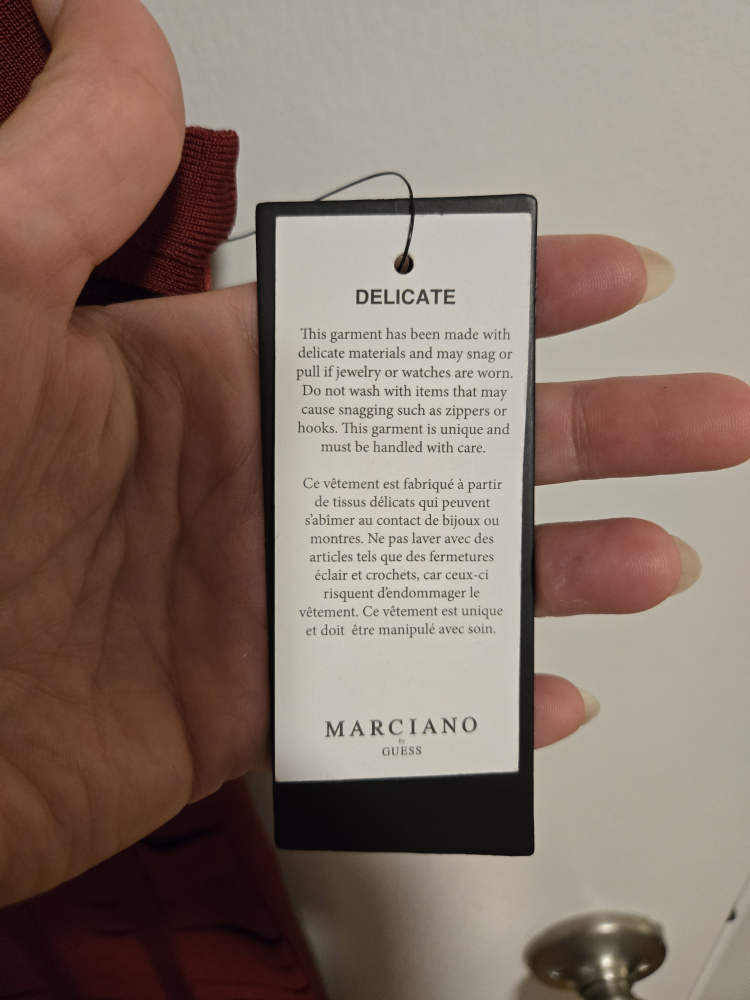 DELICATE
This garment has been made with
delicate materials and may snag or
pull if jewelry or watches are worn.
Do not wash with items that may
cause snagging such as zippers or
hooks. This garment is unique and
must be handled with care.
Ce vêtement est fabriqué à partir
de tissus délicats qui peuvent
s'abîmer au contact de bijoux ou
montres. Ne pas laver avec des
articles tels que des fermetures
éclair et crochets, car ceux-ci
risquent d'endommager le
vêtement. Ce vêtement est unique
et doit être manipulé avec soin.
MARCIANO
by
GUESS